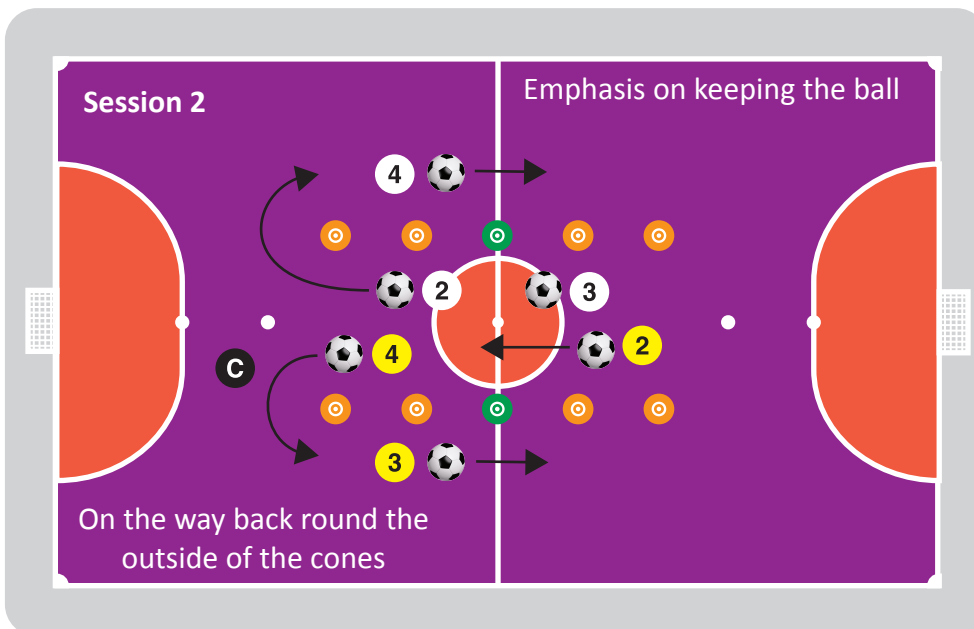 Session 2
Emphasis on keeping the ball
4
2
3
4
2
C
3
On the way back round the
outside of the cones